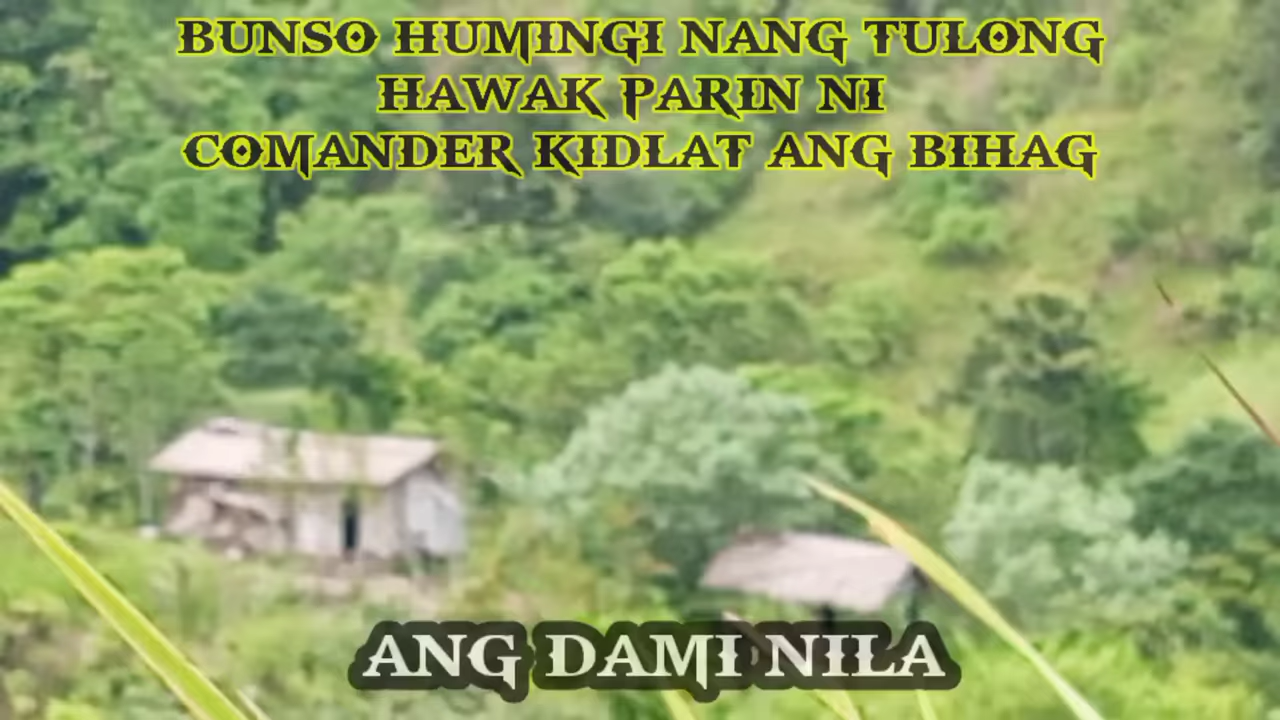 BUNSO HUMINGI NANG TULONG
HAWAK PARIN NI
COMANDER KIDLAT ANG BIHAG
ANG DAMI NILA